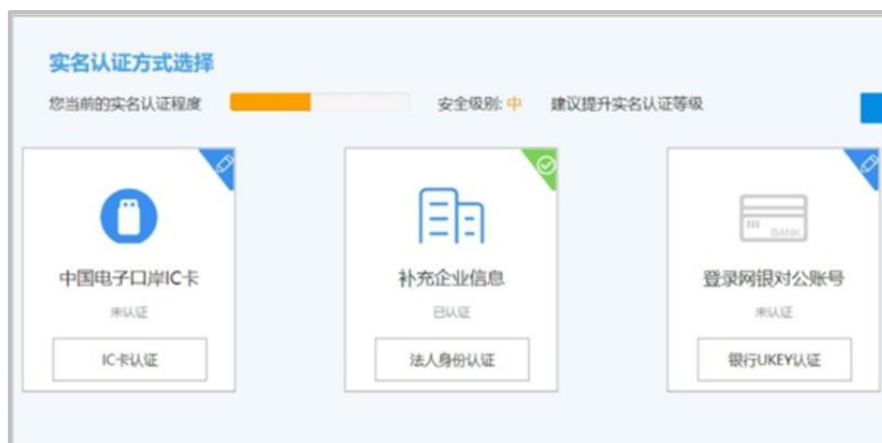 实名认证方式选择
您当前的实名认证程度 安全级别: 中 建议提升实名认证等级
BANK
中国电子口岸IC卡 补充企业信息 登录网银对公账号
未认证 已认证 未认证
IC卡认证 法人身份认证 银行UKEY认证